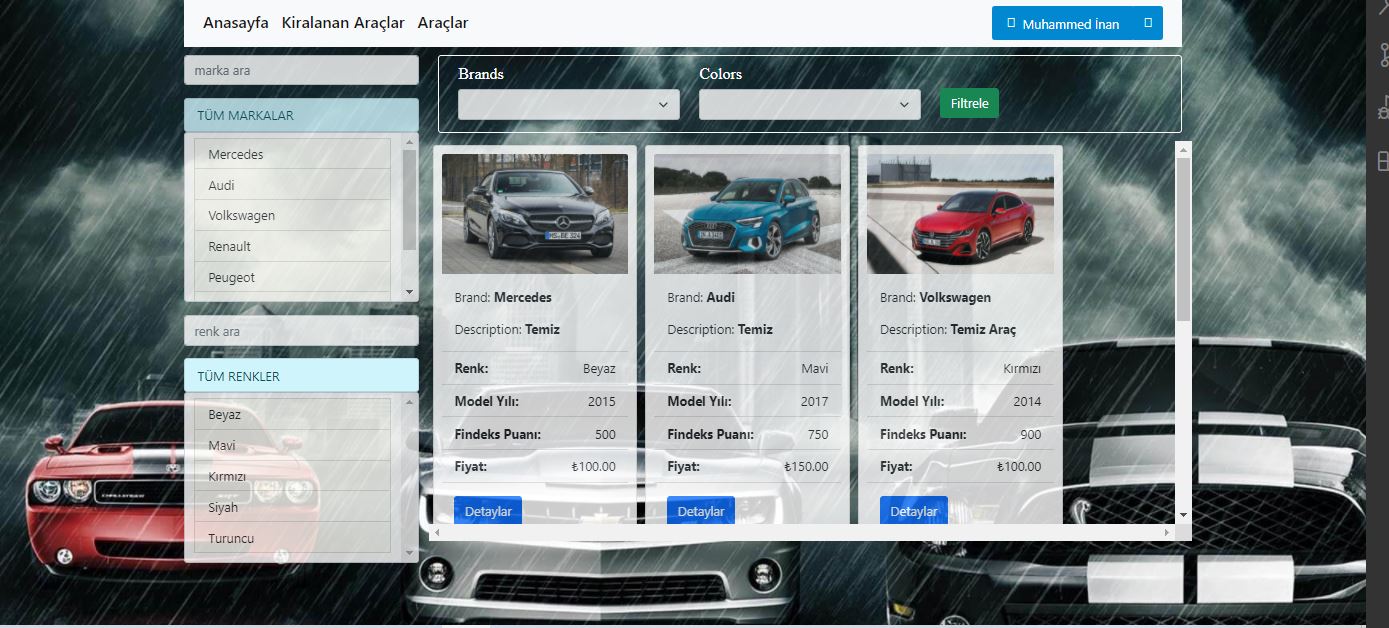 Anasayfa Kiralanan Araçlar Araçlar
Muhammed İnan
marka ara
TÜM MARKALAR
Mercedes
Audi
Volkswagen
Renault
Peugeot
renk ara
TÜM RENKLER
Beyaz
Mavi
Kırmızı
Siyah
Turuncu
Brands Colors
Filtrele
Brand: Mercedes
Description: Temiz
Renk: Beyaz
Model Yılı: 2015
Findeks Puanı: 500
Fiyat: ₺100.00
Detaylar
Brand: Audi
Description: Temiz
Renk: Mavi
Model Yılı: 2017
Findeks Puanı: 750
Fiyat: ₺150.00
Detaylar
Brand: Volkswagen
Description: Temiz Araç
Renk: Kırmızı
Model Yılı: 2014
Findeks Puanı: 900
Fiyat: ₺100.00
Detaylar